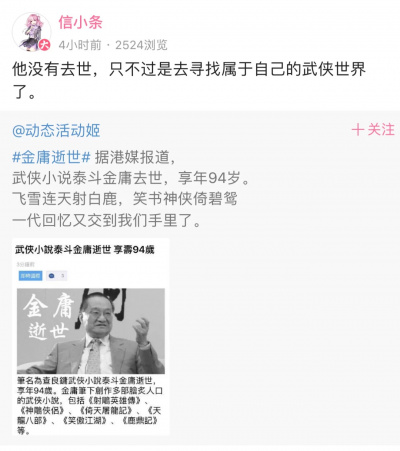 信小条
大
4小时前 · 2524浏览
他没有去世，只不过是去寻找属于自己的武侠世界
了。
@动态活动姬
＋关注
#金庸逝世# 据港媒报道，
武侠小说泰斗金庸去世，享年94岁。
飞雪连天射白鹿，笑书神侠倚碧鸳
一代回忆又交到我们手里了。
武俠小說泰斗金庸逝世 享壽94歲
金庸
逝世
筆名為查良鏞武俠小說泰斗金庸逝世，
享年94歲。金庸筆下創作多部膾炙人口
的武俠小說，包括《射鵰英雄傳》、
《神鵰俠侶》、《倚天屠龍記》、《天
龍八部》、《笑傲江湖》、《鹿鼎記》
等。